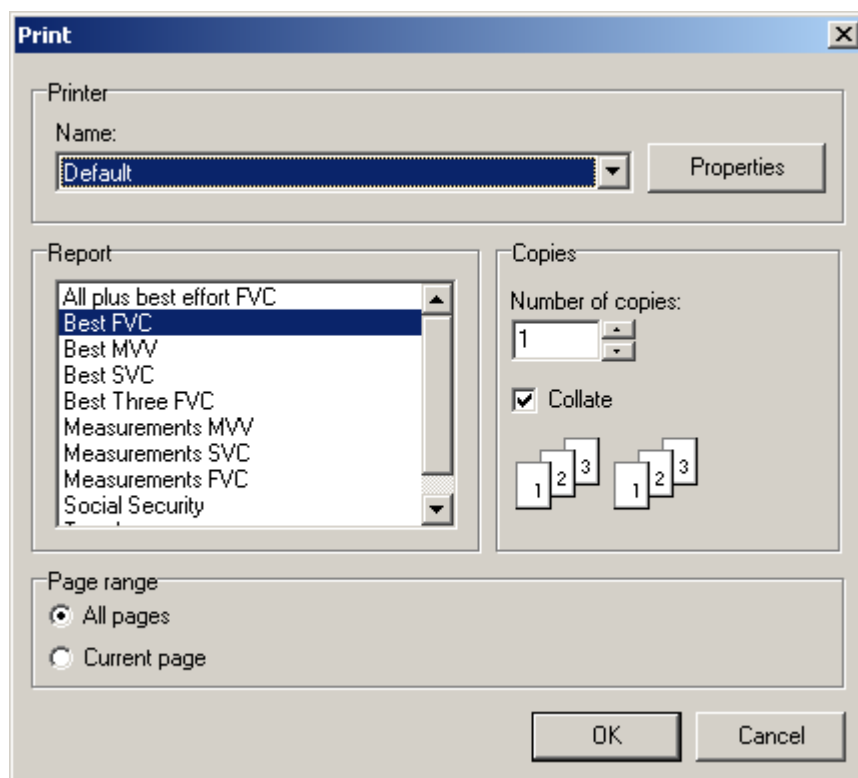 Print
Printer
Name:
Default
Properties
Report
All plus best effort FVC
Best FVC
Best MVV
Best SVC
Best Three FVC
Measurements MVV
Measurements SVC
Measurements FVC
Social Security
Copies
Number of copies:
1
Collate
1 2 3 1 2 3
Page range
All pages
Current page
OK Cancel